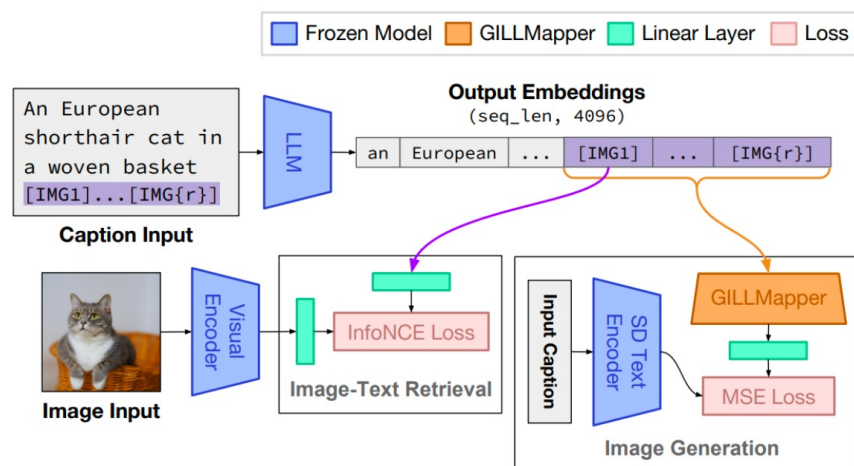 Frozen Model GILLMapper Linear Layer Loss
An European
shorthair cat in
a woven basket
[IMG1]...[IMG{r}]
Caption Input
LLM
Output Embeddings
(seq_len, 4096)
an European ... [IMG1] ... [IMG{r}]
Image Input
Visual
Encoder
InfoNCE Loss
Image-Text Retrieval
Input Caption
SD Text
Encoder
GILLMapper
MSE Loss
Image Generation